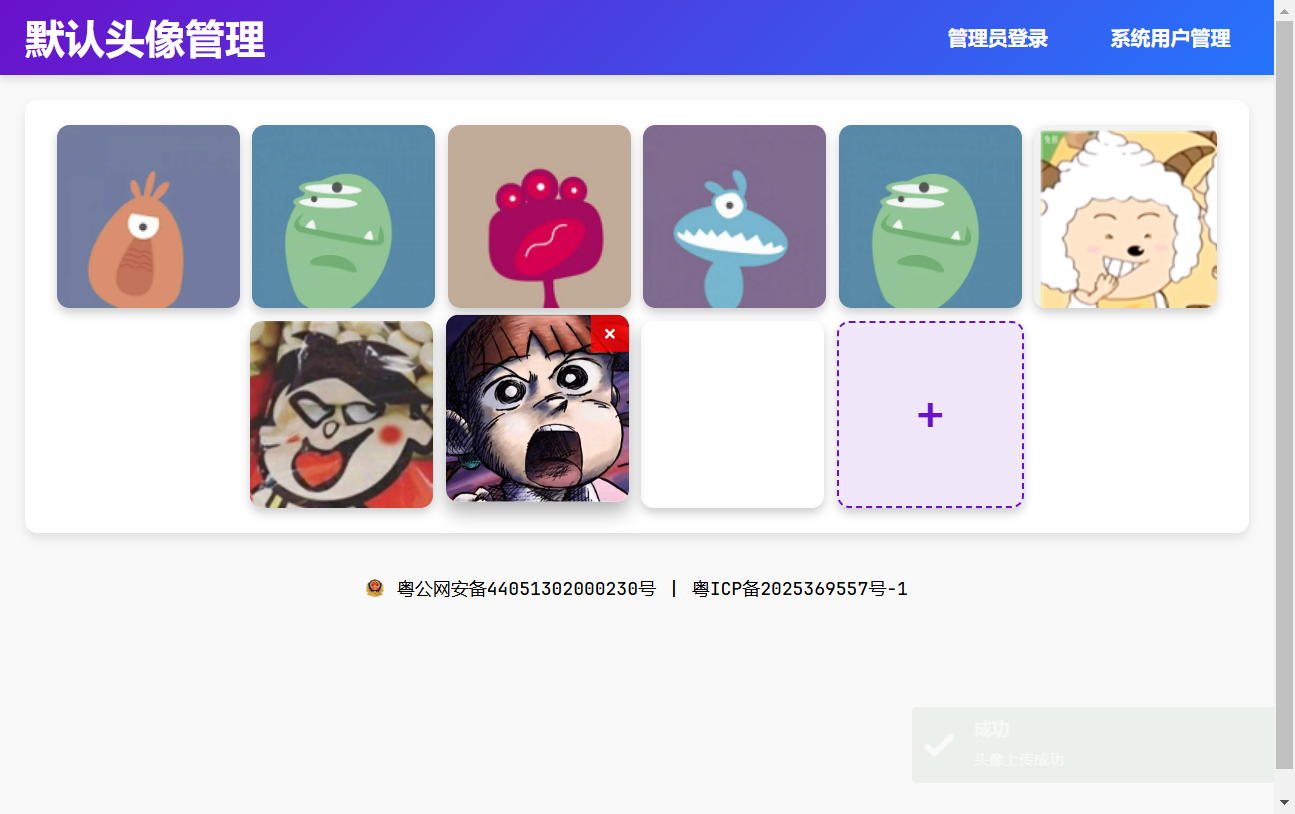 默认头像管理
管理员登录 系统用户管理
免照
×
+
粤公网安备44051302000230号 | 粤ICP备2025369557号-1
成功
头像上传成功